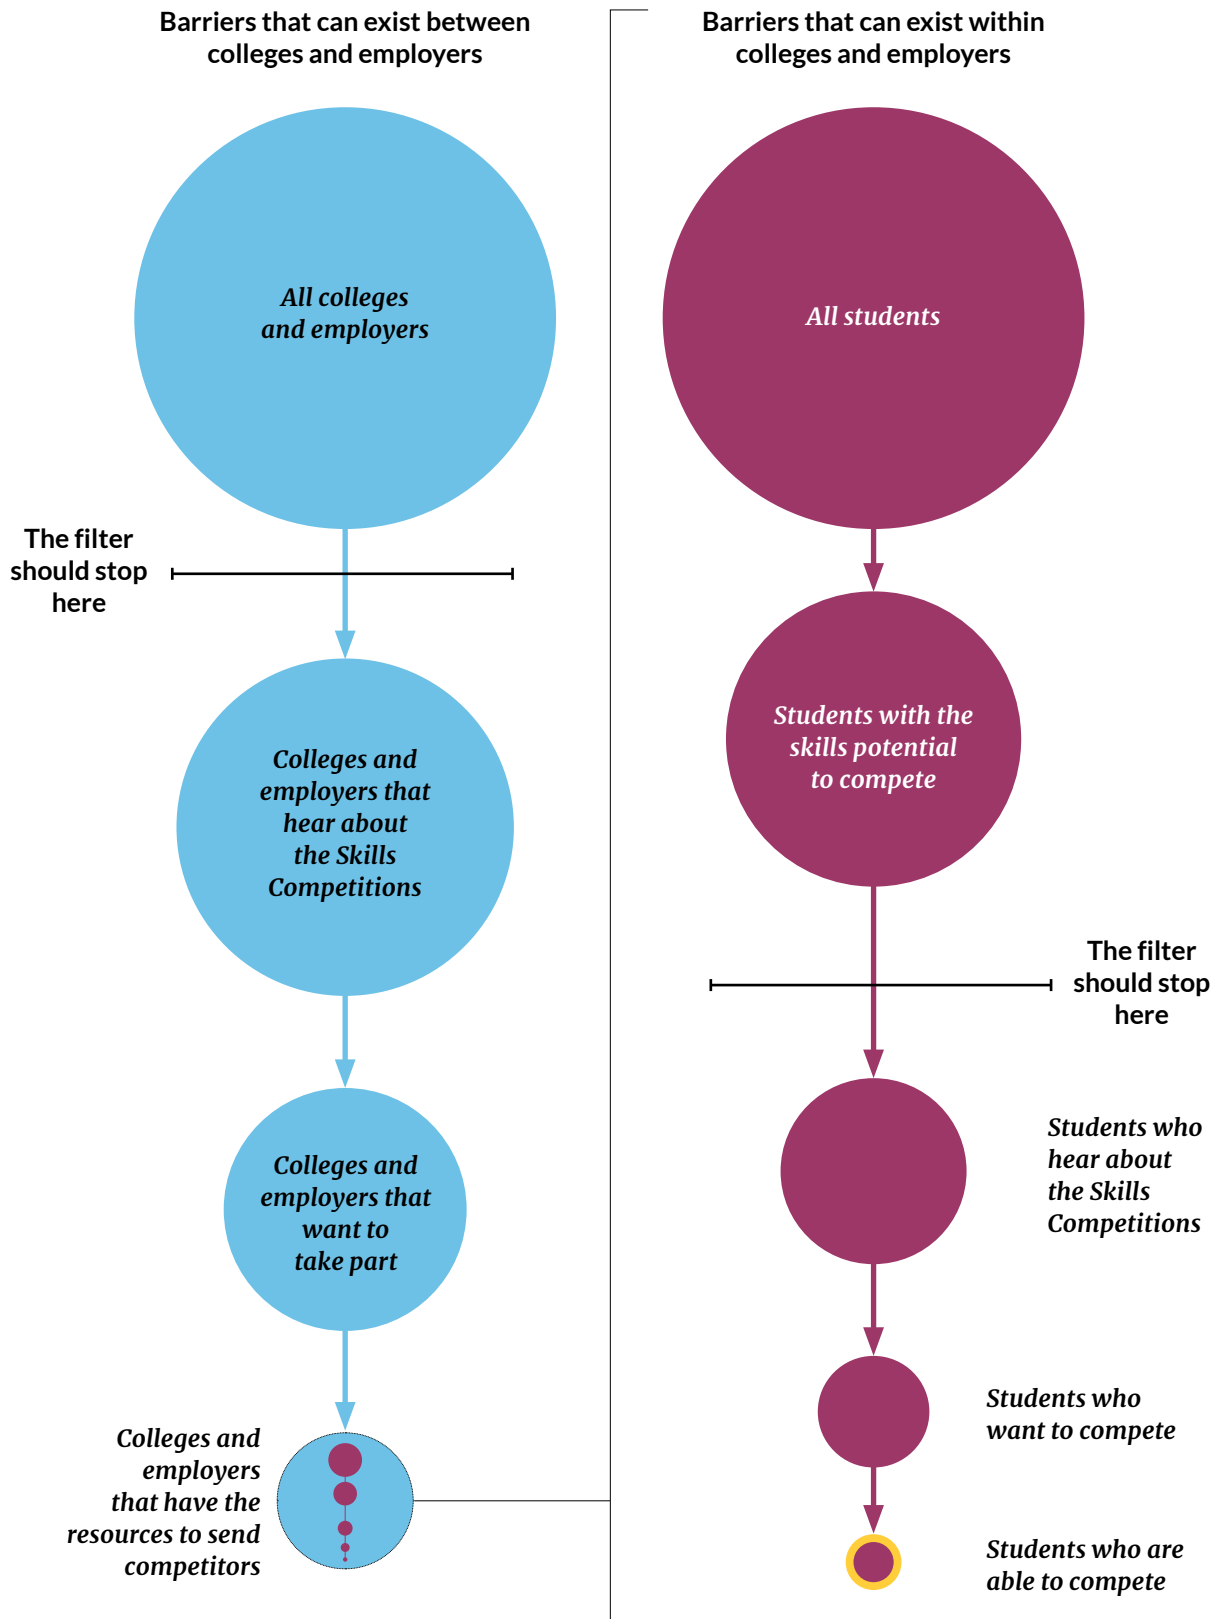 Barriers that can exist between
colleges and employers
All colleges
and employers
The filter
should stop
here
Colleges and
employers that
hear about
the Skills
Competitions
Colleges and
employers that
want to
take part
Colleges and
employers
that have the
resources to send
competitors
Barriers that can exist within
colleges and employers
All students
Students with the
skills potential
to compete
The filter
should stop
here
Students who
hear about
the Skills
Competitions
Students who
want to compete
Students who are
able to compete